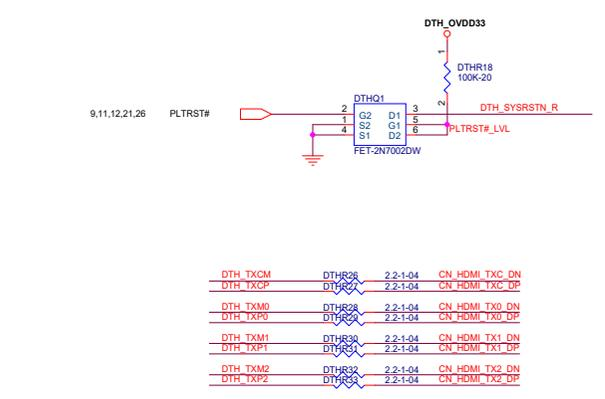 DTH_OVDD33
1
DTHR18
100K-20
2
9,11,12,21,26 PLTRST#
DTHQ1
2 G2 D1 3 DTH_SYSRSTN_R
1 S2 G1 5
4 S1 D2 6 PLTRST#_LVL
FET-2N7002DW
DTH_TXCM DTHR26 2.2-1-04 CN_HDMI_TXC_DN
DTH_TXCP DTHR27 2.2-1-04 CN_HDMI_TXC_DP
DTH_TXM0 DTHR28 2.2-1-04 CN_HDMI_TX0_DN
DTH_TXP0 DTHR29 2.2-1-04 CN_HDMI_TX0_DP
DTH_TXM1 DTHR30 2.2-1-04 CN_HDMI_TX1_DN
DTH_TXP1 DTHR31 2.2-1-04 CN_HDMI_TX1_DP
DTH_TXM2 DTHR32 2.2-1-04 CN_HDMI_TX2_DN
DTH_TXP2 DTHR33 2.2-1-04 CN_HDMI_TX2_DP